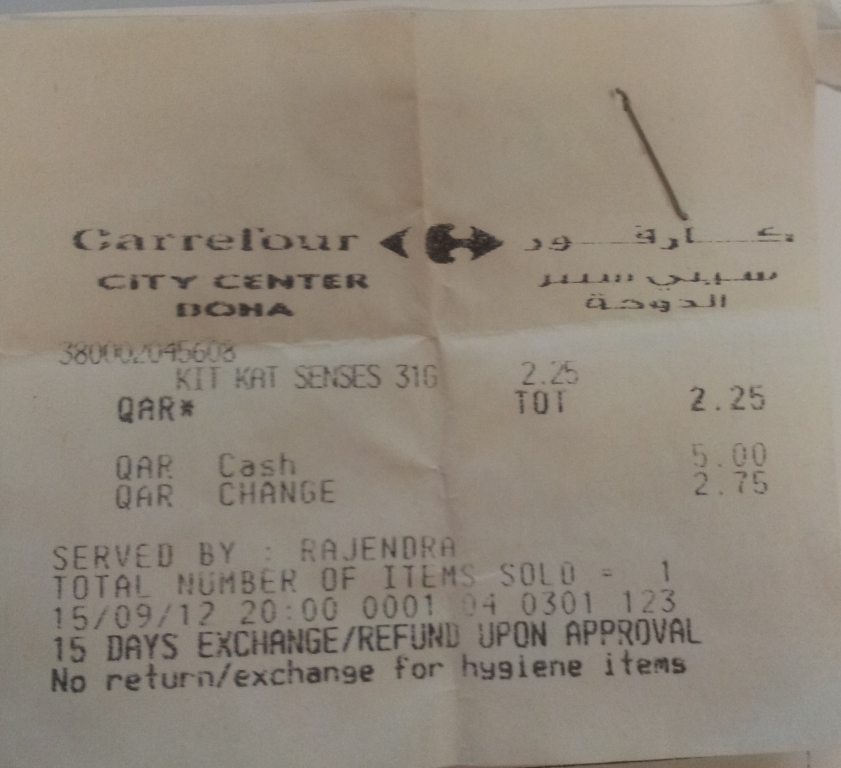 Carrefour كارفور
CITY CENTER سيتي سنتر
DOHA الدوحة
380002045608
KIT KAT SENSES 31G 2.25
QAR* TOT 2.25
QAR Cash 5.00
QAR CHANGE 2.75
SERVED BY : RAJENDRA
TOTAL NUMBER OF ITEMS SOLD = 1
15/09/12 20:00 0001 04 0301 123
15 DAYS EXCHANGE/REFUND UPON APPROVAL
No return/exchange for hygiene items